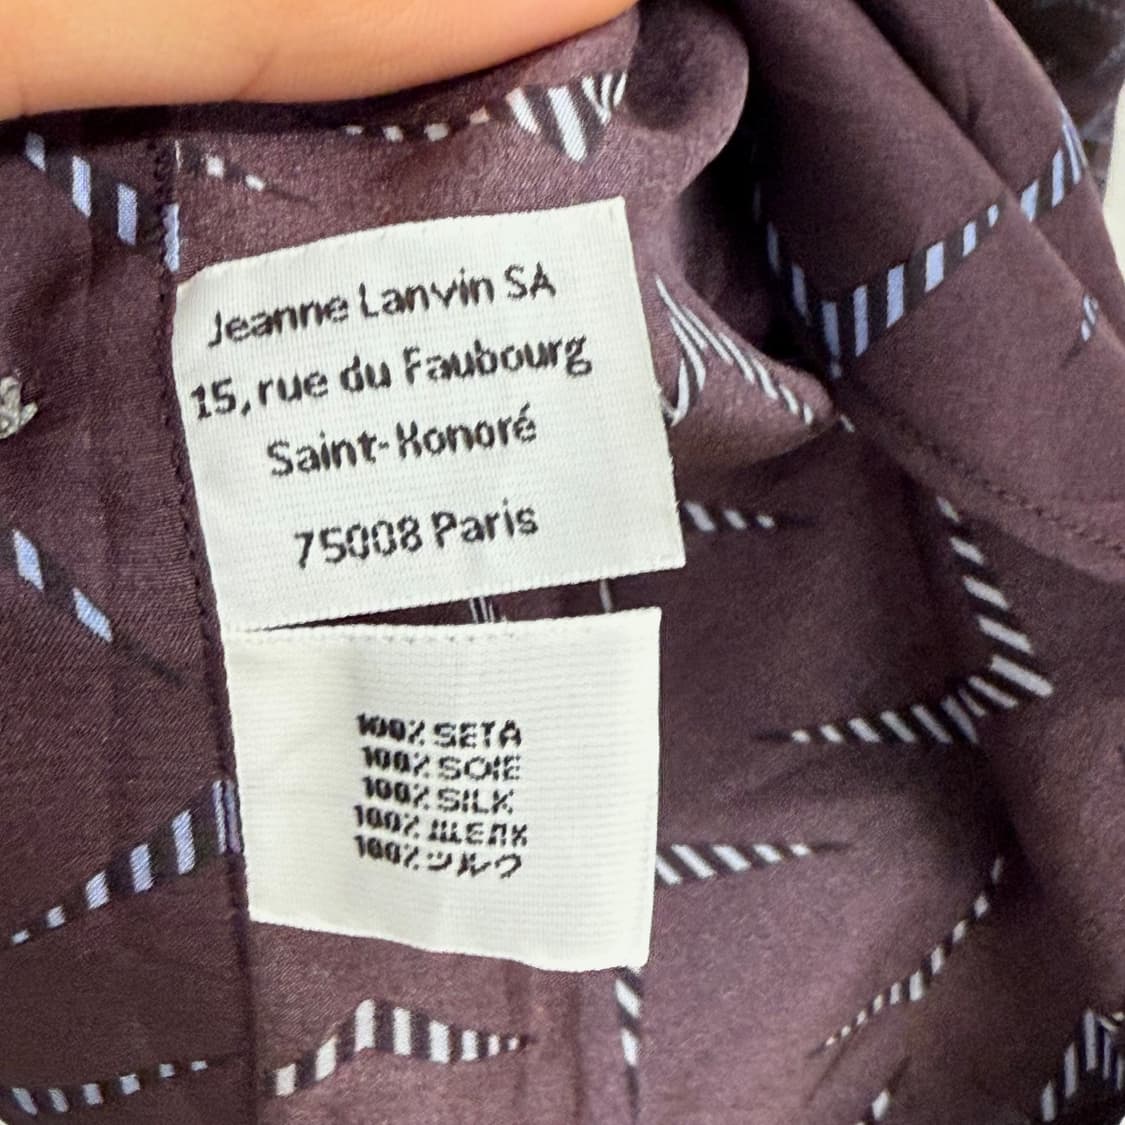 Jeanne Lanvin SA
15, rue du Faubourg
Saint-Honoré
75008 Paris
100% SETA
100% SOIE
100% SILK
100% ШЕЛК
100% シルク